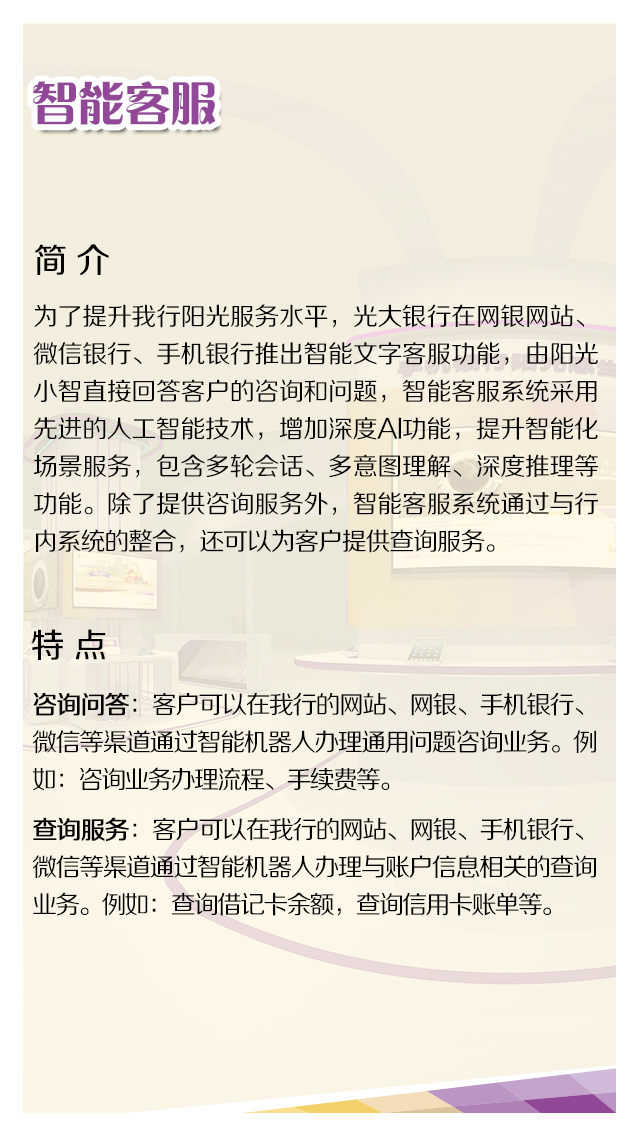 智能客服
简 介
为了提升我行阳光服务水平，光大银行在网银网站、
微信银行、手机银行推出智能文字客服功能，由阳光
小智直接回答客户的咨询和问题，智能客服系统采用
先进的人工智能技术，增加深度AI功能，提升智能化
场景服务，包含多轮会话、多意图理解、深度推理等
功能。除了提供咨询服务外，智能客服系统通过与行
内系统的整合，还可以为客户提供查询服务。
特 点
咨询问答：客户可以在我行的网站、网银、手机银行、
微信等渠道通过智能机器人办理通用问题咨询业务。例
如：咨询业务办理流程、手续费等。
查询服务：客户可以在我行的网站、网银、手机银行、
微信等渠道通过智能机器人办理与账户信息相关的查询
业务。例如：查询借记卡余额，查询信用卡账单等。